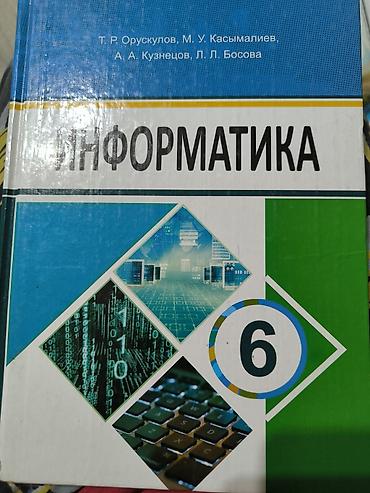 Т. Р. Орускулов, М. У. Касымалиев,
А. А. Кузнецов, Л. Л. Босова
ИНФОРМАТИКА
6